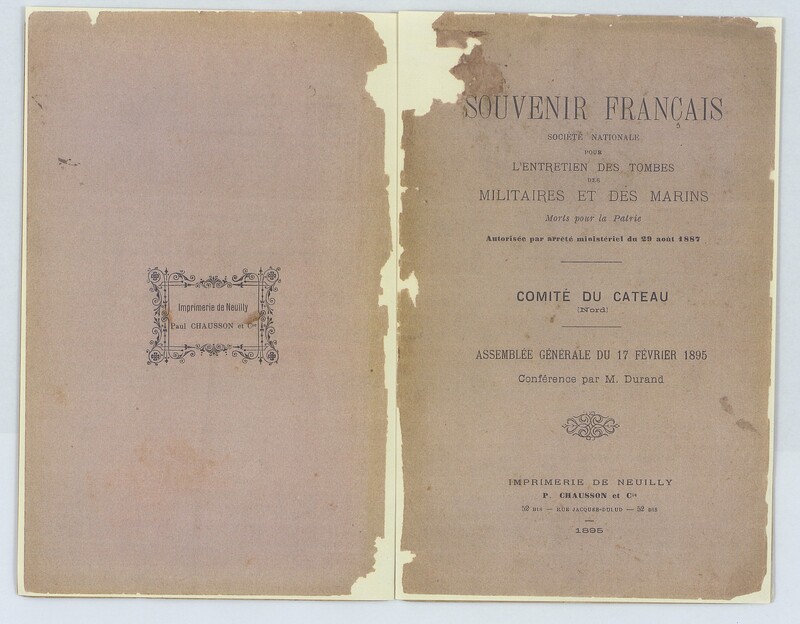 Imprimerie de Neuilly
Paul CHAUSSON et Cie
SOUVENIR FRANÇAIS
SOCIÉTÉ NATIONALE
POUR
L'ENTRETIEN DES TOMBES
DES
MILITAIRES ET DES MARINS
Morts pour la Patrie
Autorisée par arrêté ministériel du 29 août 1887
COMITÉ DU CATEAU
(Nord)
ASSEMBLÉE GÉNÉRALE DU 17 FÉVRIER 1895
Conférence par M. Durand
IMPRIMERIE DE NEUILLY
P. CHAUSSON et Cie
52 BIS — RUE JACQUES-DULUD — 52 BIS
1895